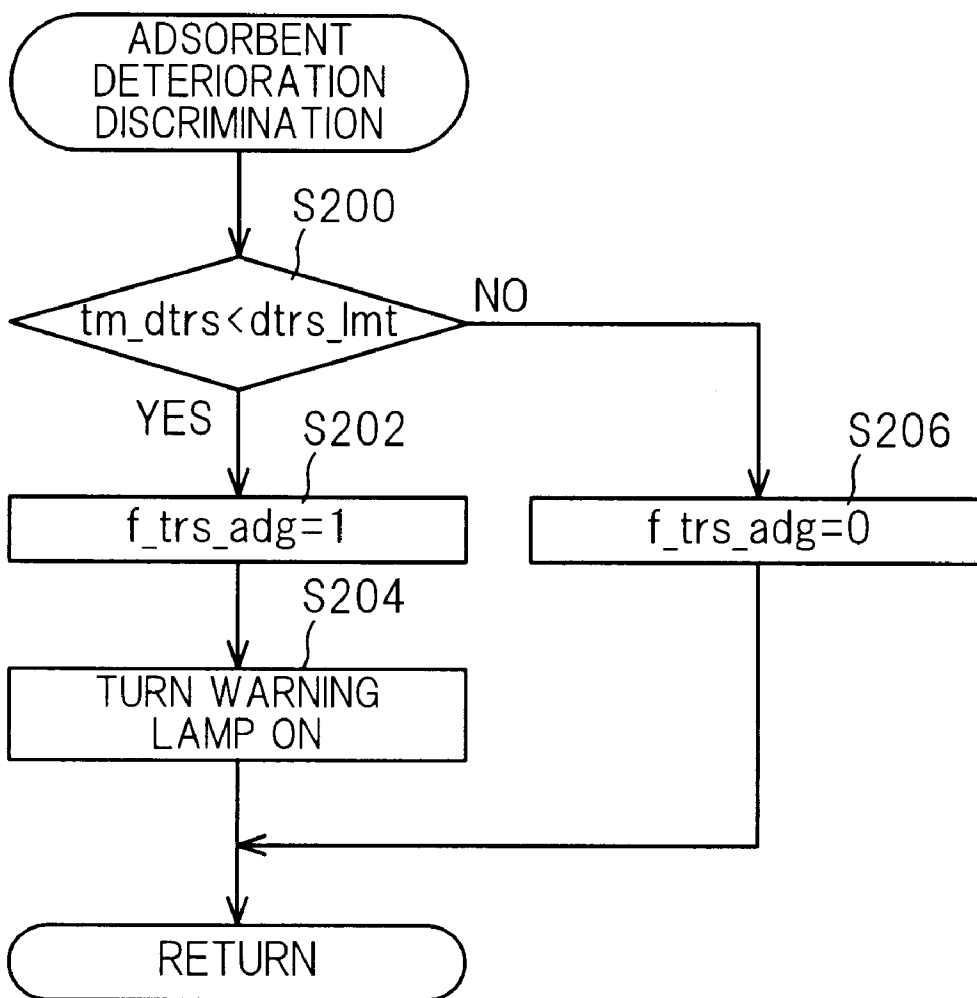 ADSORBENT
DETERIORATION
DISCRIMINATION
S200
tm_dtrs<dtrs_lmt
NO
YES
S202
S206
f_trs_adg=1
f_trs_adg=0
S204
TURN WARNING
LAMP ON
RETURN